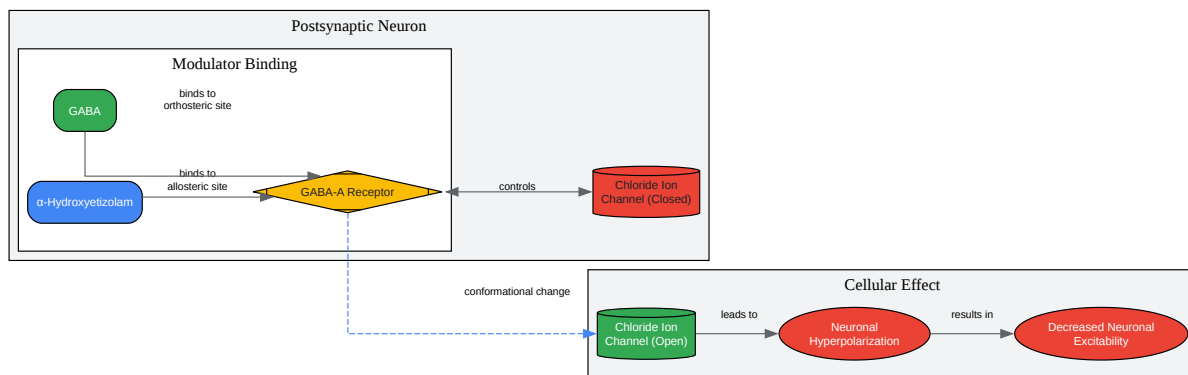 Postsynaptic Neuron
Modulator Binding
binds to
orthosteric site
GABA
binds to
allosteric site
α-Hydroxyetizolam
GABA-A Receptor
controls
Chloride Ion
Channel (Closed)
conformational change
Cellular Effect
Chloride Ion
Channel (Open)
leads to
Neuronal
Hyperpolarization
results in
Decreased Neuronal
Excitability